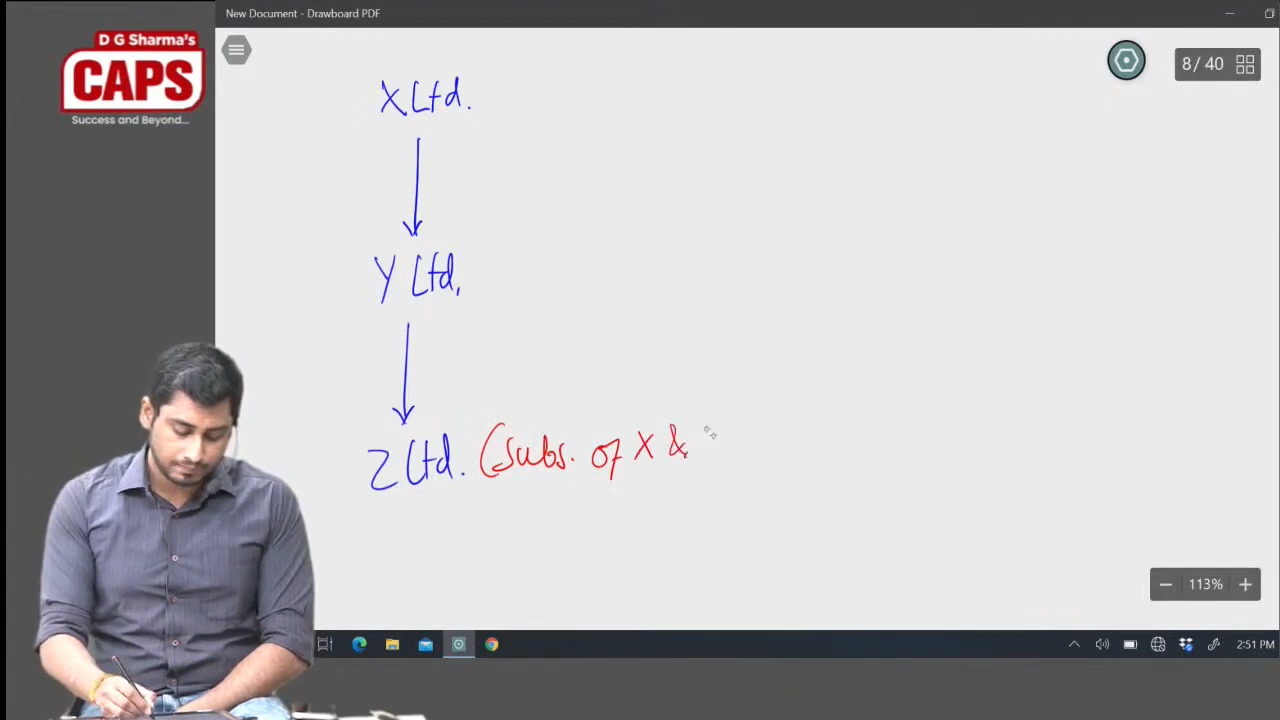 New Document - Drawboard PDF
D G Sharma's
CAPS
Success and Beyond...
8/40
X Ltd.
Y Ltd.
Z Ltd. (Subs. of X &
113%
2:51 PM